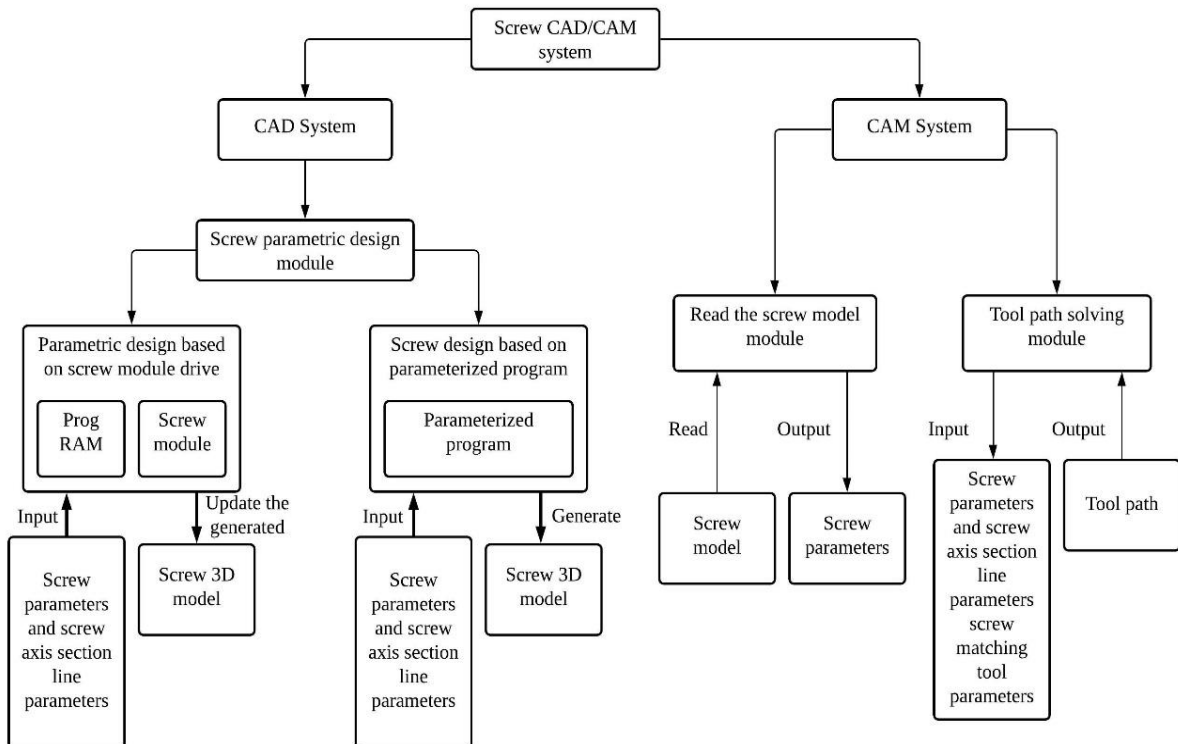 Screw CAD/CAM
system
CAD System
CAM System
Screw parametric design
module
Parametric design based
on screw module drive
Prog
RAM
Screw
module
Screw design based on
parameterized program
Parameterized
program
Read the screw model
module
Tool path solving
module
Input
Update the
generated
Input
Generate
Read
Output
Input
Output
Screw
parameters
and screw
axis section
line
parameters
Screw 3D
model
Screw
parameters
and screw
axis section
line
parameters
Screw 3D
model
Screw
model
Screw
parameters
Screw
parameters
and screw
axis section
line
parameters
screw
matching
tool
parameters
Tool path